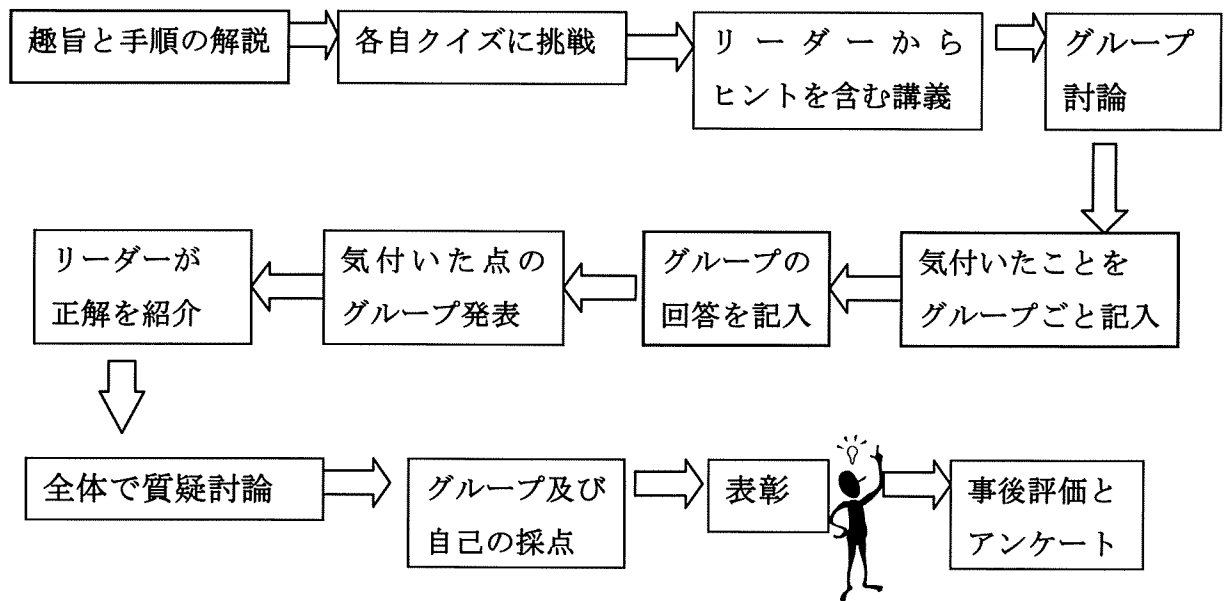 趣旨と手順の解説
各自クイズに挑戦
リーダーから
ヒントを含む講義
グループ
討論
気付いたことを
グループごと記入
グループの
回答を記入
気付いた点の
グループ発表
リーダーが
正解を紹介
全体で質疑討論
グループ及び
自己の採点
表彰
事後評価と
アンケート